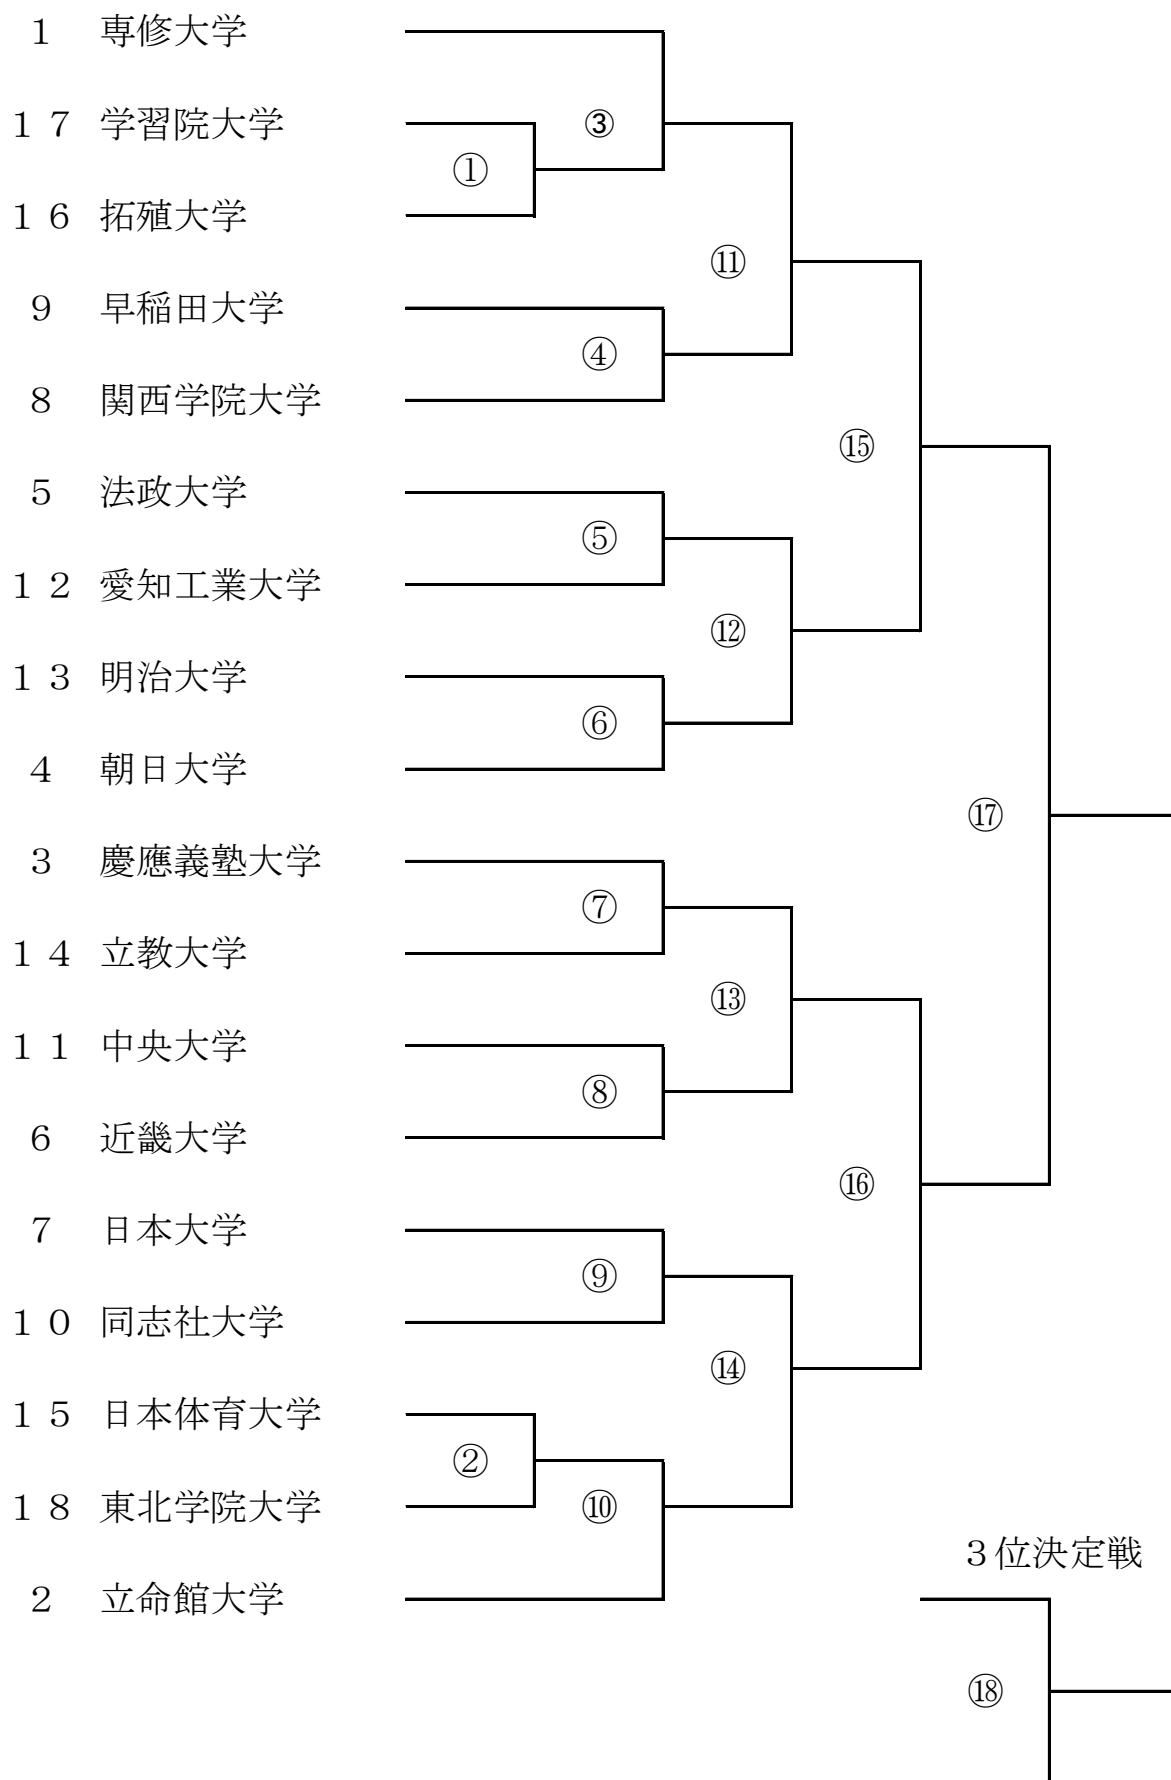 １ 専修大学
１７ 学習院大学
③
①
１６ 拓殖大学
⑪
９ 早稲田大学
④
８ 関西学院大学
⑮
５ 法政大学
⑤
１２ 愛知工業大学
⑫
１３ 明治大学
⑥
４ 朝日大学
⑰
３ 慶應義塾大学
⑦
１４ 立教大学
⑬
１１ 中央大学
⑧
６ 近畿大学
⑯
７ 日本大学
⑨
１０ 同志社大学
⑭
１５ 日本体育大学
②
１８ 東北学院大学
⑩
３位決定戦
２ 立命館大学
⑱